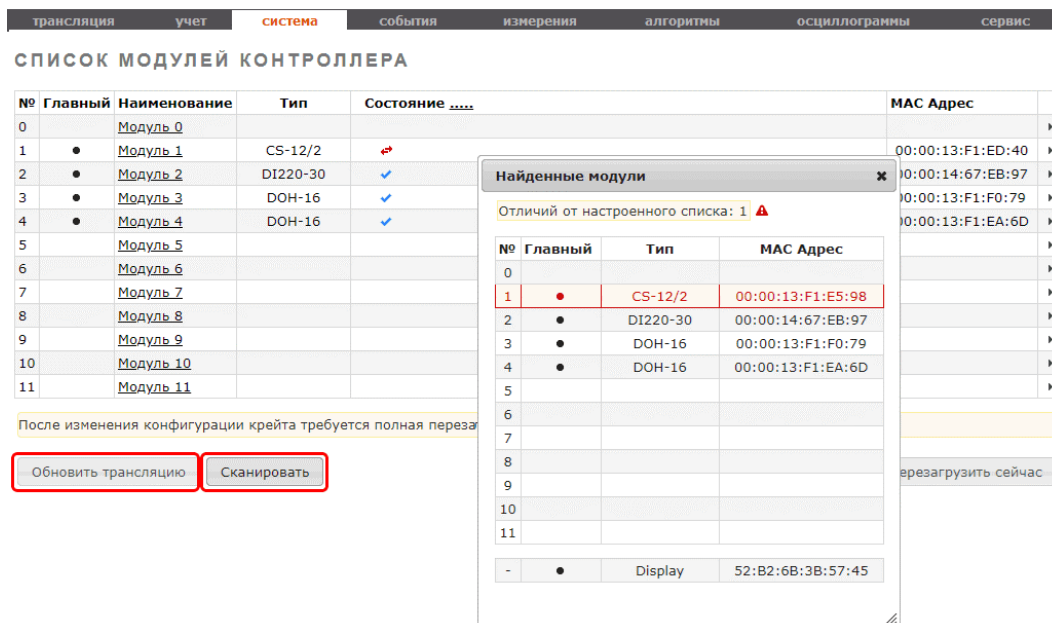 трансляция учет система события измерения алгоритмы осциллограммы сервис
СПИСОК МОДУЛЕЙ КОНТРОЛЛЕРА
№ Главный Наименование Тип Состояние ..... MAC Адрес
0 Модуль 0
1 ● Модуль 1 CS-12/2 00:00:13:F1:ED:40
2 ● Модуль 2 DI220-30 00:00:14:67:EB:97
3 ● Модуль 3 DOH-16 00:00:13:F1:F0:79
4 ● Модуль 4 DOH-16 00:00:13:F1:EA:6D
5 Модуль 5
6 Модуль 6
7 Модуль 7
8 Модуль 8
9 Модуль 9
10 Модуль 10
11 Модуль 11
После изменения конфигурации крейта требуется полная перезаг
Обновить трансляцию Сканировать ерезагрузить сейчас
Найденные модули
Отличий от настроенного списка: 1
№ Главный Тип MAC Адрес
0
1 ● CS-12/2 00:00:13:F1:E5:98
2 ● DI220-30 00:00:14:67:EB:97
3 ● DOH-16 00:00:13:F1:F0:79
4 ● DOH-16 00:00:13:F1:EA:6D
5
6
7
8
9
10
11
- ● Display 52:B2:6B:3B:57:45